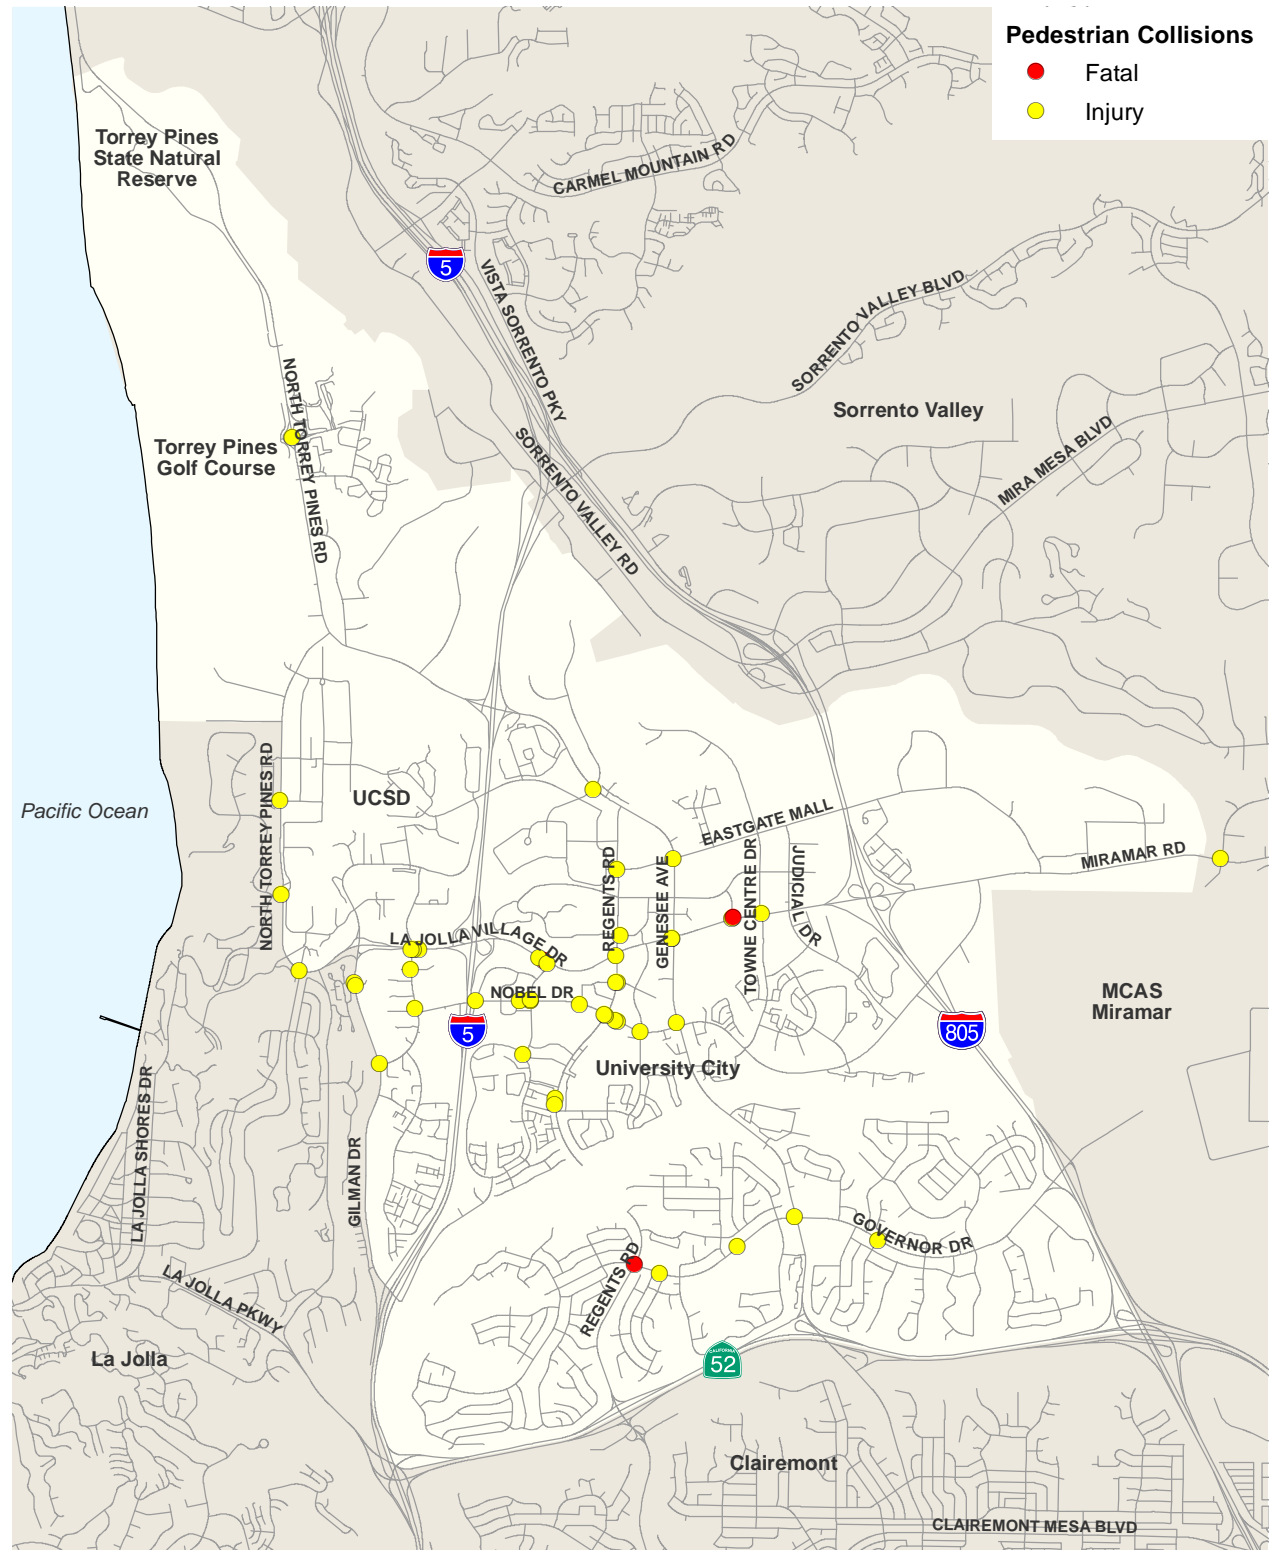 Pedestrian Collisions
Fatal
Injury
Torrey Pines
State Natural
Reserve
CARMEL MOUNTAIN RD
5
VISTA SORRENTO PKY
SORRENTO VALLEY BLVD
NORTH TORREY PINES RD
Sorrento Valley
MIRA MESA BLVD
Torrey Pines
Golf Course
SORRENTO VALLEY RD
NORTH TORREY PINES RD
UCSD
Pacific Ocean
EASTGATE MALL
REGENTS RD
GENESEE AVE
TOWNE CENTRE DR
JUDICIAL DR
MIRAMAR RD
LA JOLLA VILLAGE DR
NOBEL DR
MCAS
Miramar
5
805
University City
LA JOLLA SHORES DR
GILMAN DR
GOVERNOR DR
REGENTS RD
LA JOLLA PKWY
La Jolla
CALIFORNIA
52
Clairemont
CLAIREMONT MESA BLVD